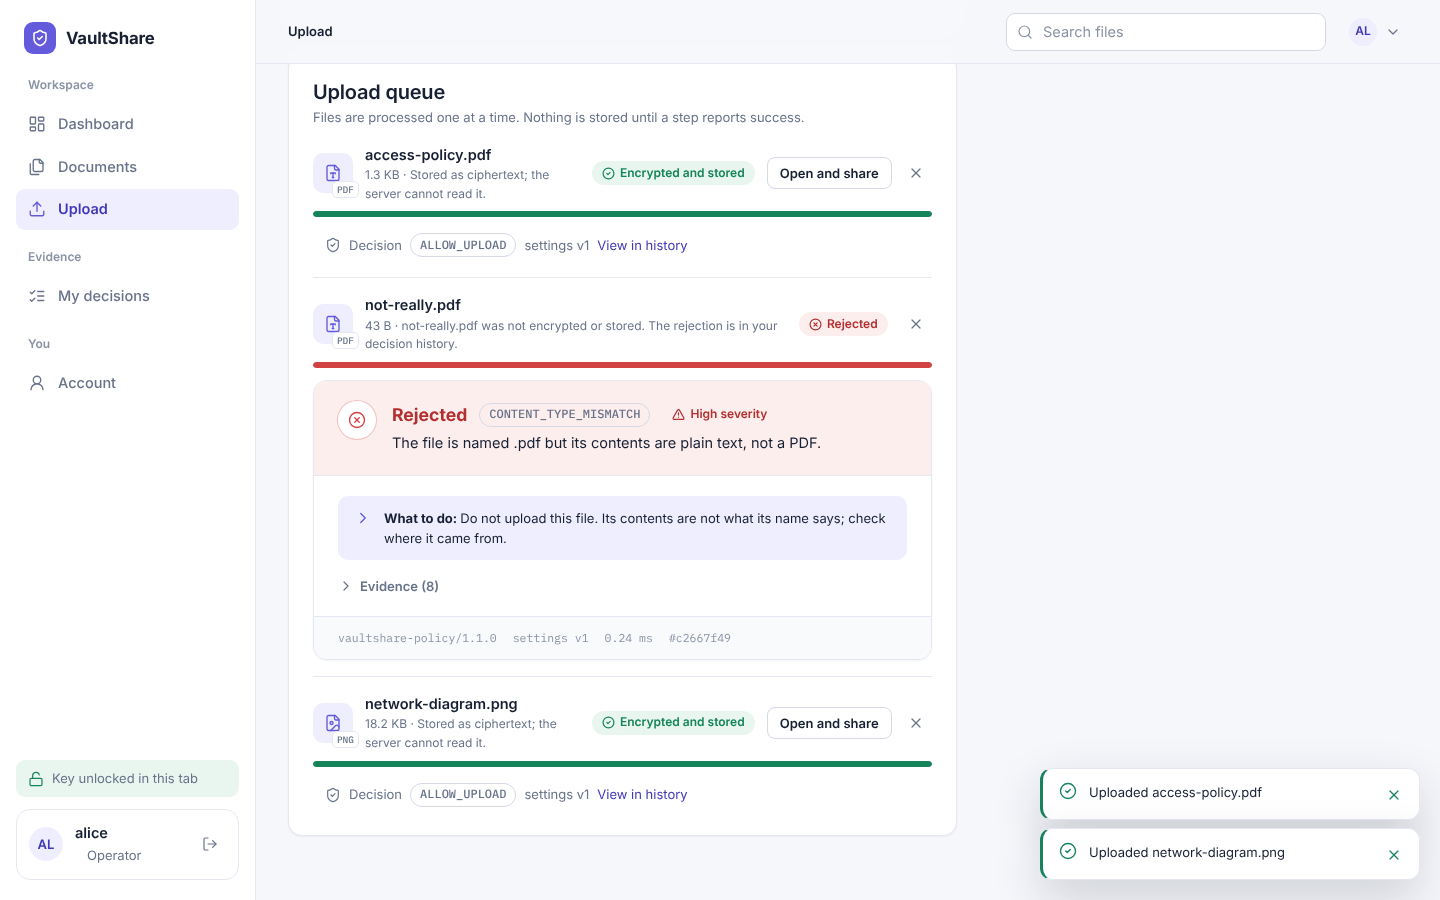 VaultShare
Workspace
Dashboard
Documents
Upload
Evidence
My decisions
You
Account
Key unlocked in this tab
AL
alice
Operator
Upload
Search files
AL
Upload queue
Files are processed one at a time. Nothing is stored until a step reports success.
PDF
access-policy.pdf
1.3 KB · Stored as ciphertext; the
server cannot read it.
Encrypted and stored
Open and share
Decision ALLOW_UPLOAD settings v1 View in history
PDF
not-really.pdf
43 B · not-really.pdf was not encrypted or stored. The rejection is in your
decision history.
Rejected
Rejected CONTENT_TYPE_MISMATCH High severity
The file is named .pdf but its contents are plain text, not a PDF.
What to do: Do not upload this file. Its contents are not what its name says; check
where it came from.
Evidence (8)
vaultshare-policy/1.1.0 settings v1 0.24 ms #c2667f49
PNG
network-diagram.png
18.2 KB · Stored as ciphertext; the
server cannot read it.
Encrypted and stored
Open and share
Decision ALLOW_UPLOAD settings v1 View in history
Uploaded access-policy.pdf
Uploaded network-diagram.png